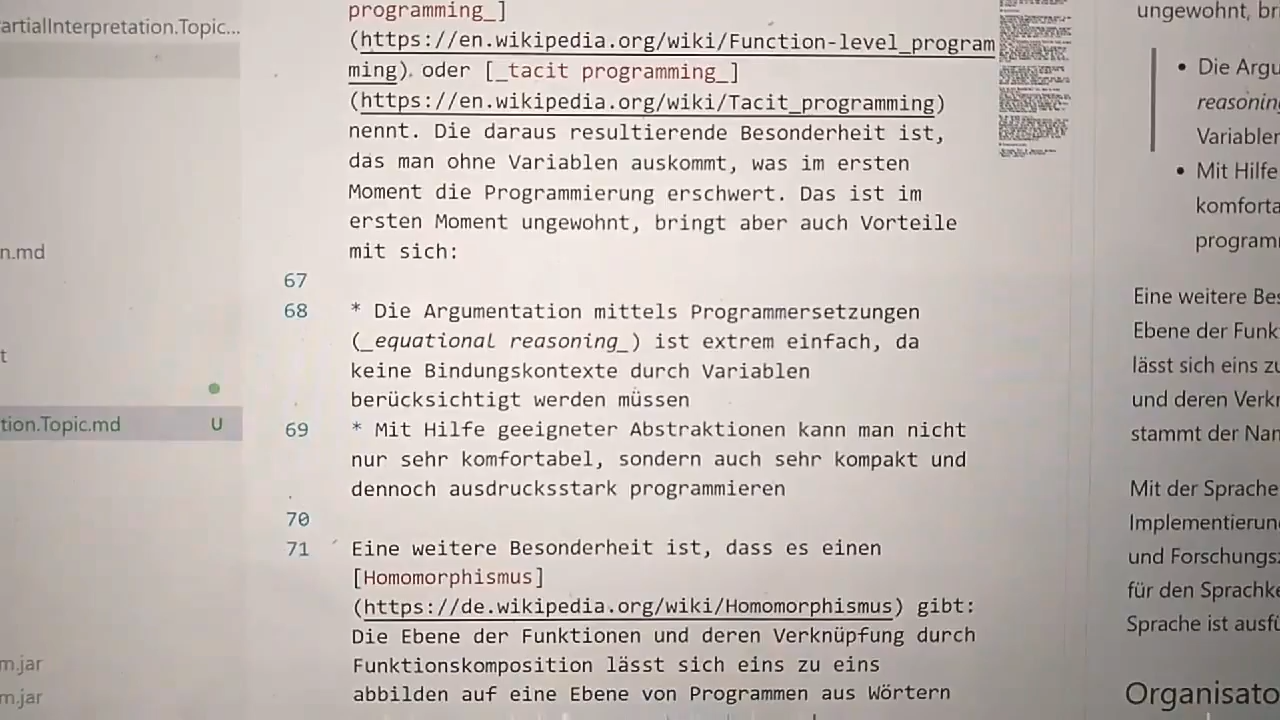 artialInterpretation.Topic...
n.md
t
tion.Topic.md U
m.jar
m.jar
programming_]
(https://en.wikipedia.org/wiki/Function-level_program
ming). oder [_tacit programming_]
(https://en.wikipedia.org/wiki/Tacit_programming)
nennt. Die daraus resultierende Besonderheit ist,
das man ohne Variablen auskommt, was im ersten
Moment die Programmierung erschwert. Das ist im
ersten Moment ungewohnt, bringt aber auch Vorteile
mit sich:
67
68 * Die Argumentation mittels Programmersetzungen
(_equational reasoning_) ist extrem einfach, da
keine Bindungskontexte durch Variablen
berücksichtigt werden müssen
69 * Mit Hilfe geeigneter Abstraktionen kann man nicht
nur sehr komfortabel, sondern auch sehr kompakt und
dennoch ausdrucksstark programmieren
70
71 Eine weitere Besonderheit ist, dass es einen
[Homomorphismus]
(https://de.wikipedia.org/wiki/Homomorphismus) gibt:
Die Ebene der Funktionen und deren Verknüpfung durch
Funktionskomposition lässt sich eins zu eins
abbilden auf eine Ebene von Programmen aus Wörtern
ungewohnt, br
• Die Argu
reasoning
Variablen
• Mit Hilfe
komforta
programm
Eine weitere Bes
Ebene der Funkt
lässt sich eins zu
und deren Verkn
stammt der Nam
Mit der Sprache
Implementierun
und Forschungs
für den Sprachke
Sprache ist ausfü
Organisato